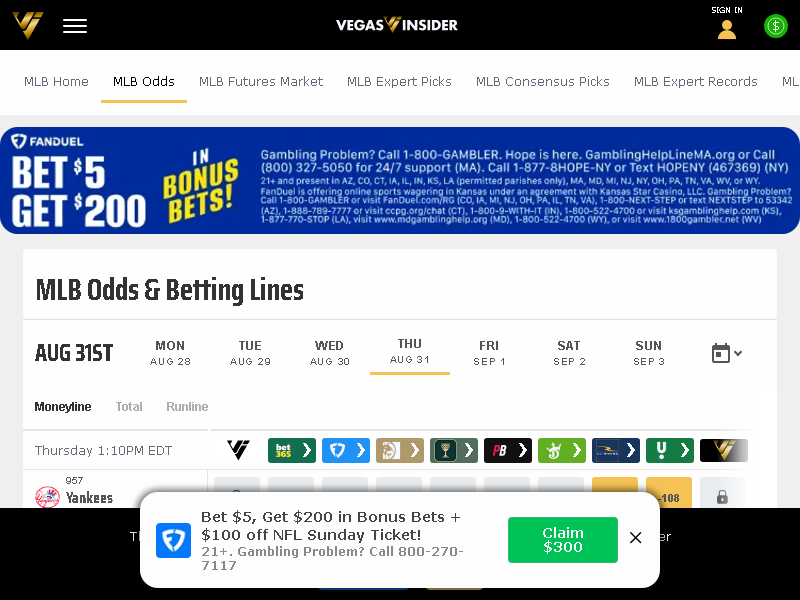 SIGN IN
VEGAS INSIDER
MLB Home MLB Odds MLB Futures Market MLB Expert Picks MLB Consensus Picks MLB Expert Records ML
FANDUEL
BET $5
GET $200
IN
BONUS
BETS!
Gambling Problem? Call 1-800-GAMBLER. Hope is here. GamblingHelpLineMA.org or Call
(800) 327-5050 for 24/7 support (MA). Call 1-877-8HOPE-NY or Text HOPENY (467369) (NY)
21+ and present in AZ, CO, CT, IA, IL, IN, KS, LA (permitted parishes only), MA, MD, MI, NJ, NY, OH, PA, TN, VA, WV, or WY.
FanDuel is offering online sports wagering in Kansas under an agreement with Kansas Star Casino, LLC. Gambling Problem?
Call 1-800-GAMBLER or visit FanDuel.com/RG (CO, IA, MI, NJ, OH, PA, IL, TN, VA), 1-800-NEXT-STEP or text NEXTSTEP to 53342
(AZ), 1-888-789-7777 or visit ccpg.org/chat (CT), 1-800-9-WITH-IT (IN), 1-800-522-4700 or visit ksgamblinghelp.com (KS),
1-877-770-STOP (LA), visit www.mdgamblinghelp.org (MD), 1-800-522-4700 (WY), or visit www.1800gambler.net (WV)
MLB Odds & Betting Lines
AUG 31ST
MON TUE WED THU FRI SAT SUN
AUG 28 AUG 29 AUG 30 AUG 31 SEP 1 SEP 2 SEP 3
Moneyline Total Runline
Thursday 1:10PM EDT
bet365
PB
957
Yankees
-108
Bet $5, Get $200 in Bonus Bets +
$100 off NFL Sunday Ticket!
21+. Gambling Problem? Call 800-270-
7117
Claim
$300